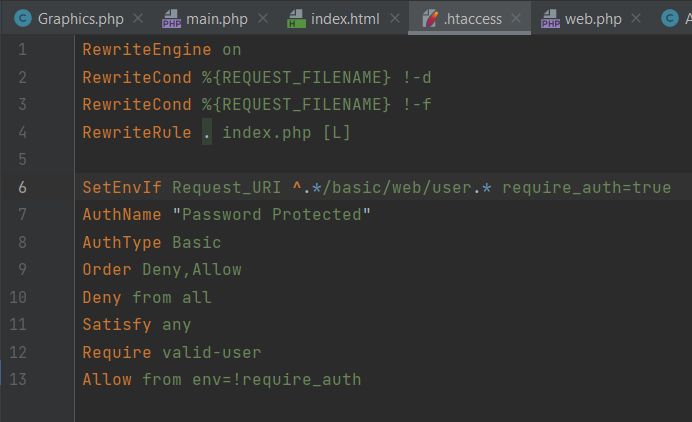 Graphics.php main.php index.html .htaccess web.php
1 RewriteEngine on
2 RewriteCond %{REQUEST_FILENAME} !-d
3 RewriteCond %{REQUEST_FILENAME} !-f
4 RewriteRule . index.php [L]
5
6 SetEnvIf Request_URI ^.*/basic/web/user.* require_auth=true
7 AuthName "Password Protected"
8 AuthType Basic
9 Order Deny,Allow
10 Deny from all
11 Satisfy any
12 Require valid-user
13 Allow from env=!require_auth